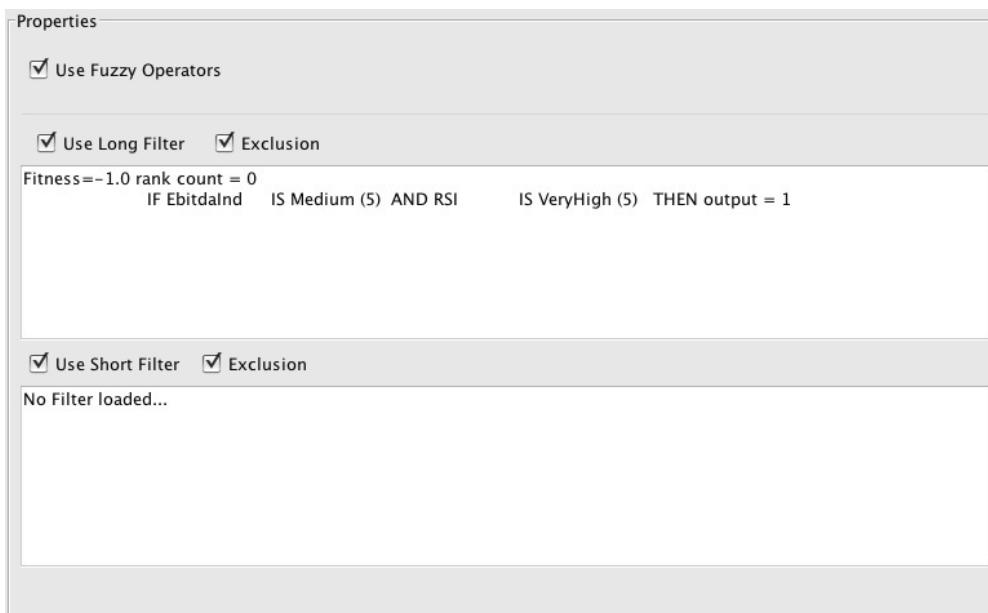 Properties
Use Fuzzy Operators
Use Long Filter Exclusion
Fitness=-1.0 rank count = 0
IF EbitdaInd IS Medium (5) AND RSI IS VeryHigh (5) THEN output = 1
Use Short Filter Exclusion
No Filter loaded...